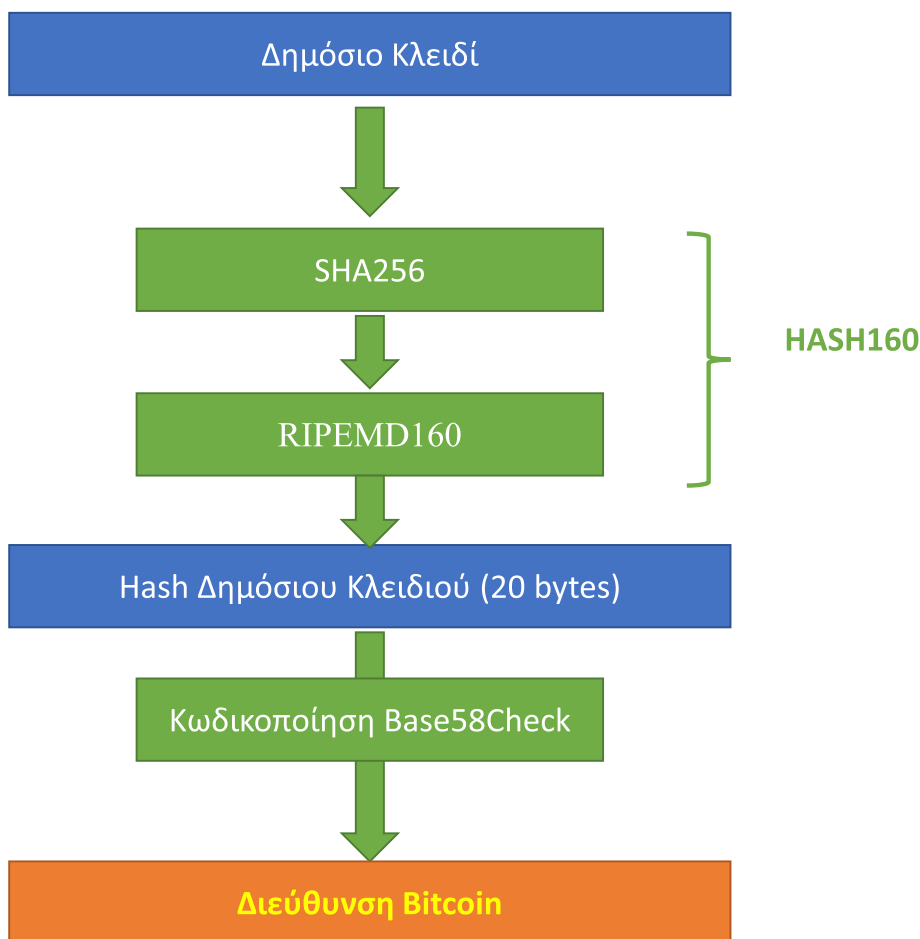 Δημόσιο Κλειδί
SHA256
HASH160
RIPEMD160
Hash Δημόσιου Κλειδιού (20 bytes)
Κωδικοποίηση Base58Check
Διεύθυνση Bitcoin